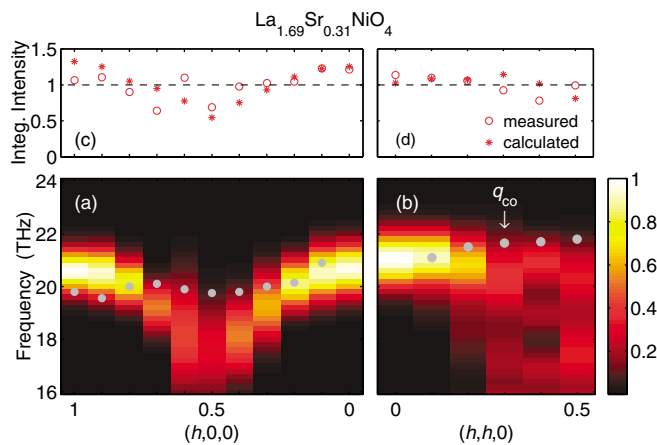 La1.69Sr0.31NiO4
Integ. Intensity
1.5
1
0.5
0
(c)
(d)
measured
calculated
Frequency (THz)
24
22
20
18
16
(a)
(b)
qco
1
0.8
0.6
0.4
0.2
1 0.5 0
0 0.5
(h,0,0)
(h,h,0)